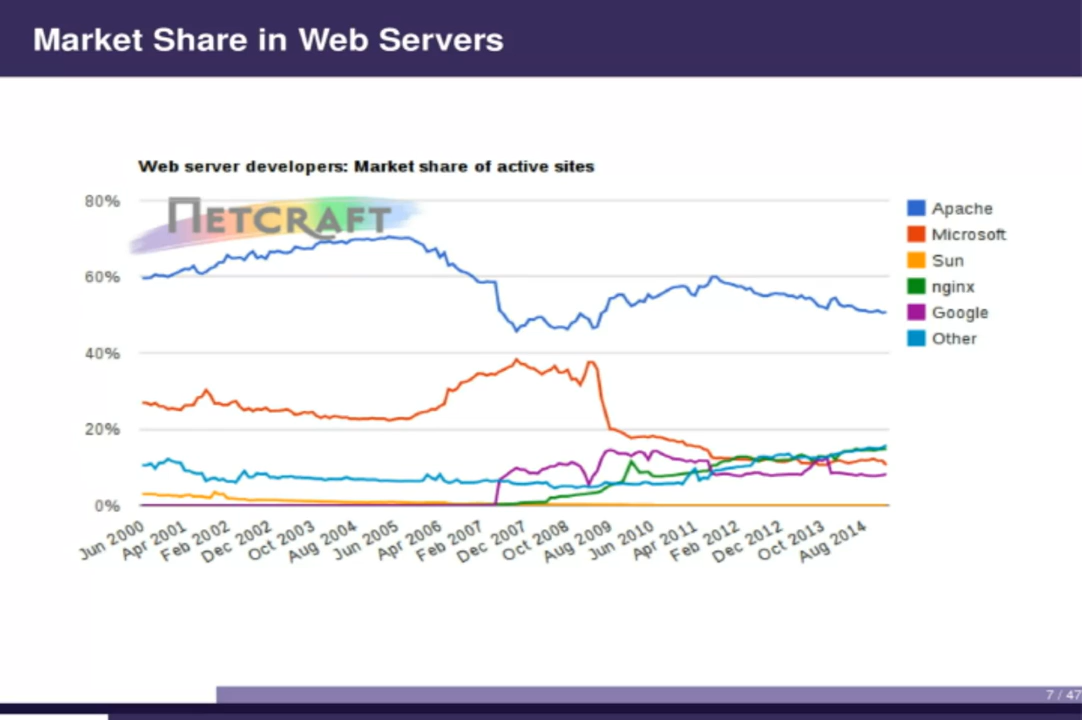 Market Share in Web Servers
Web server developers: Market share of active sites
NETCRAFT
80%
60%
40%
20%
0%
Jun 2000
Apr 2001
Feb 2002
Dec 2002
Oct 2003
Aug 2004
Jun 2005
Apr 2006
Feb 2007
Dec 2007
Oct 2008
Aug 2009
Jun 2010
Apr 2011
Feb 2012
Dec 2012
Oct 2013
Aug 2014
Apache
Microsoft
Sun
nginx
Google
Other
7 / 47